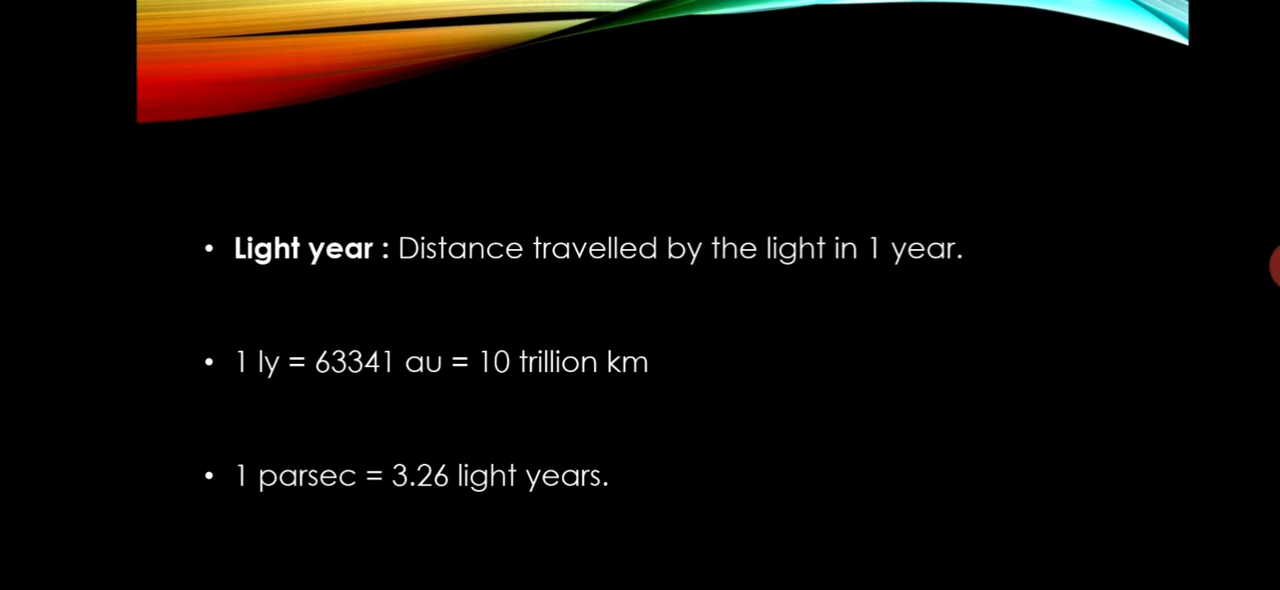 • Light year : Distance travelled by the light in 1 year.
• 1 ly = 63341 au = 10 trillion km
• 1 parsec = 3.26 light years.